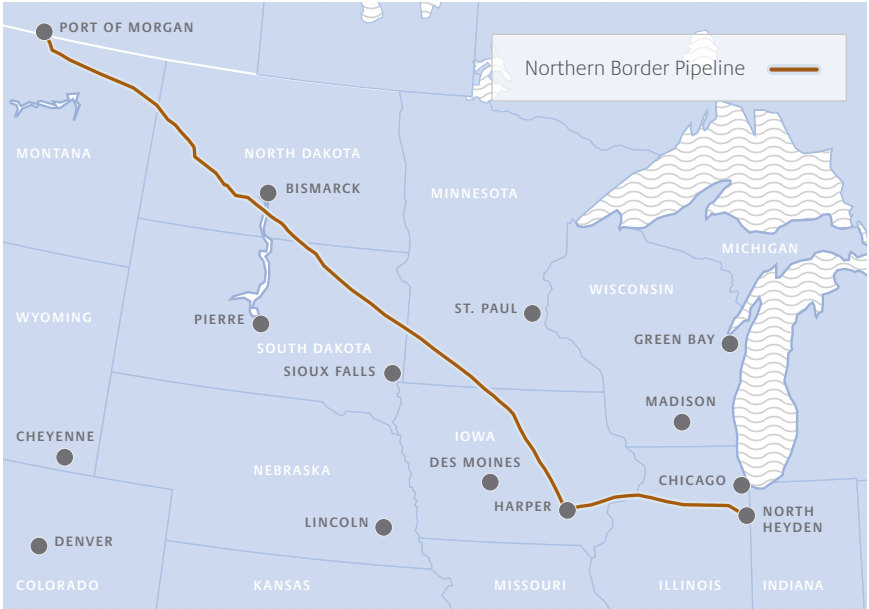 PORT OF MORGAN
Northern Border Pipeline
MONTANA
NORTH DAKOTA
BISMARCK
MINNESOTA
MICHIGAN
WISCONSIN
WYOMING
PIERRE
ST. PAUL
SOUTH DAKOTA
GREEN BAY
SIOUX FALLS
MADISON
CHEYENNE
IOWA
DES MOINES
NEBRASKA
CHICAGO
HARPER
NORTH
HEYDEN
LINCOLN
DENVER
COLORADO
KANSAS
MISSOURI
ILLINOIS
INDIANA